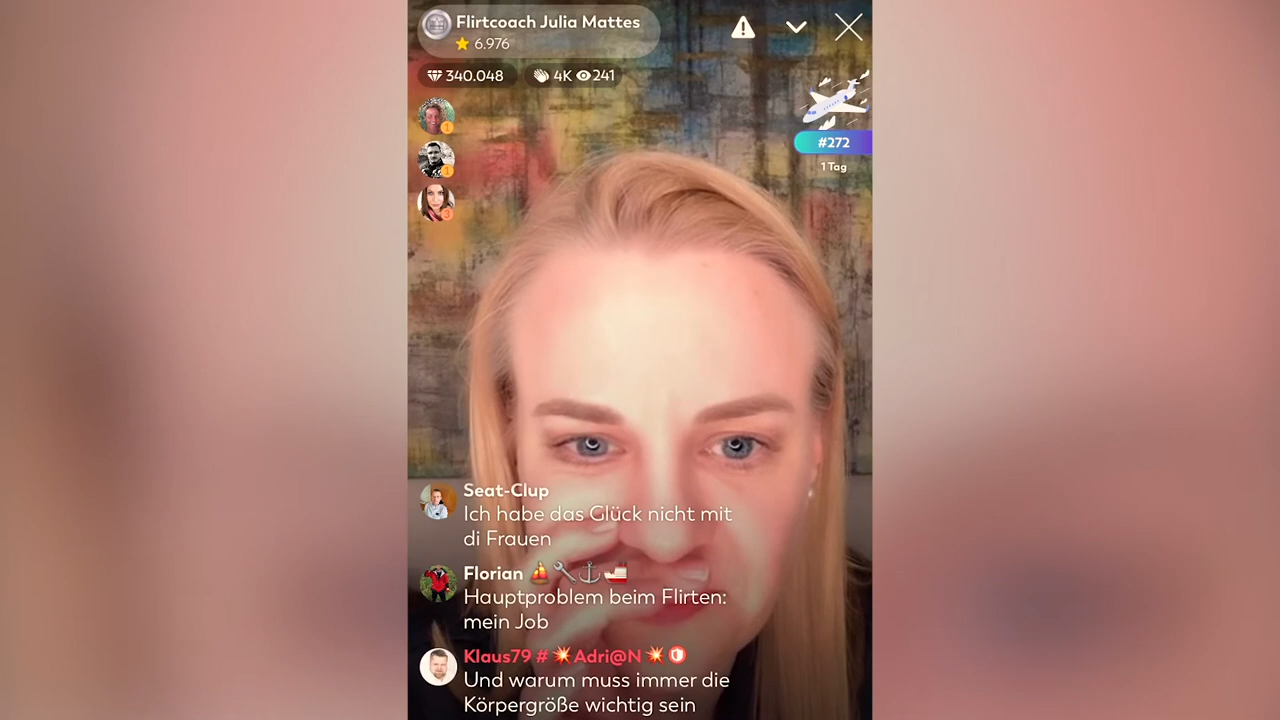 Flirtcoach Julia Mattes
6.976
340.048
4K 241
#272
1 Tag
Seat-Clup
Ich habe das Glück nicht mit
di Frauen
Florian
Hauptproblem beim Flirten:
mein Job
Klaus79 # Adri@N
Und warum muss immer die
Körpergröße wichtig sein